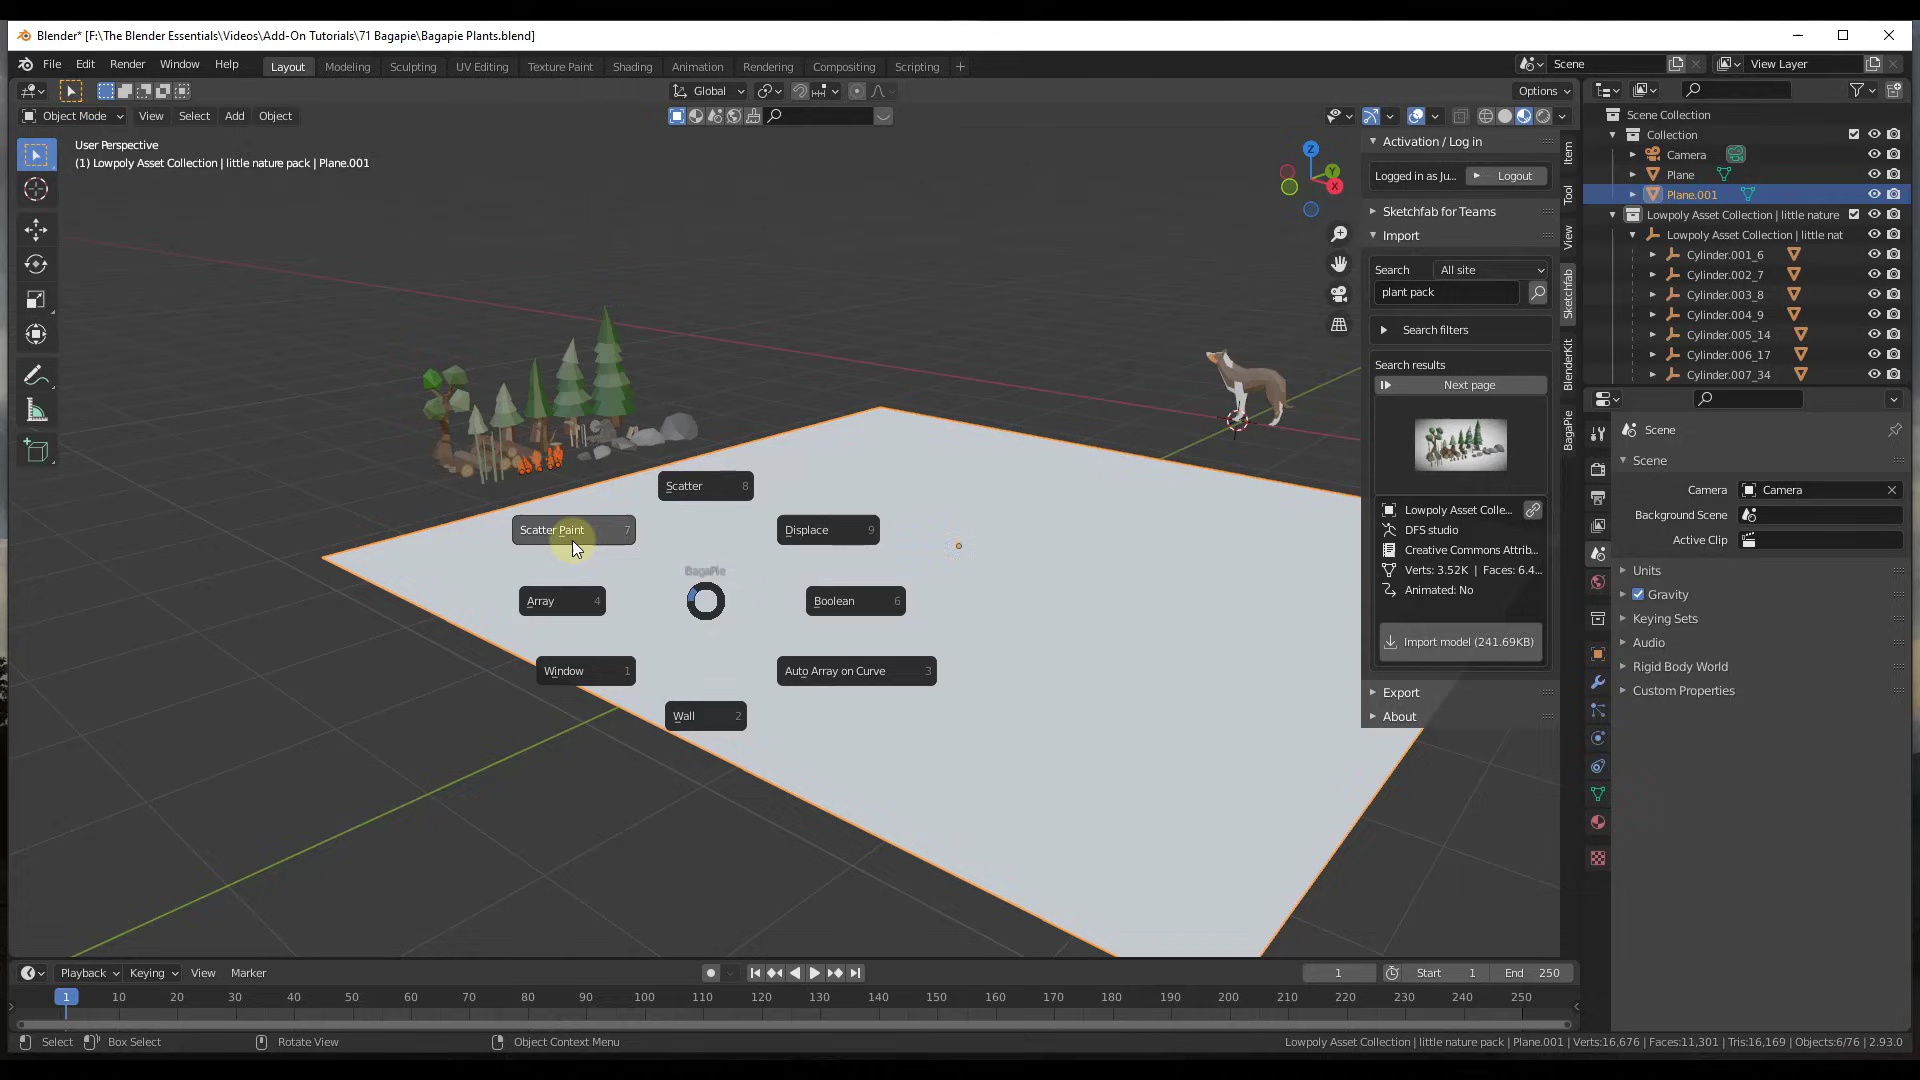 Blender* [F:\The Blender Essentials\Videos\Add-On Tutorials\71 Bagapie\Bagapie Plants.blend]
File Edit Render Window Help
Layout Modeling Sculpting UV Editing Texture Paint Shading Animation Rendering Compositing Scripting +
Scene
View Layer
Global
Options
Object Mode View Select Add Object
User Perspective
(1) Lowpoly Asset Collection | little nature pack | Plane.001
Z
Y
X
Scatter 8
Scatter Paint 7
Displace 9
BagaPie
Array 4
Boolean 6
Window 1
Auto Array on Curve 3
Wall 2
Activation / Log in
Logged in as Ju...
Logout
Sketchfab for Teams
Import
Search All site
plant pack
Search filters
Search results
Next page
Lowpoly Asset Colle...
DFS studio
Creative Commons Attrib...
Verts: 3.52K | Faces: 6.4...
Animated: No
Import model (241.69KB)
Export
About
Item
Tool
View
Sketchfab
BlenderKit
BagaPie
Scene Collection
Collection
Camera
Plane
Plane.001
Lowpoly Asset Collection | little nature
Lowpoly Asset Collection | little nat
Cylinder.001_6
Cylinder.002_7
Cylinder.003_8
Cylinder.004_9
Cylinder.005_14
Cylinder.006_17
Cylinder.007_34
Scene
Scene
Camera Camera
Background Scene
Active Clip
Units
Gravity
Keying Sets
Audio
Rigid Body World
Custom Properties
Playback Keying View Marker
1 Start 1 End 250
1 10 20 30 40 50 60 70 80 90 100 110 120 130 140 150 160 170 180 190 200 210 220 230 240 250
Select Box Select Rotate View Object Context Menu
Lowpoly Asset Collection | little nature pack | Plane.001 | Verts:16,676 | Faces:11,301 | Tris:16,169 | Objects:6/76 | 2.93.0